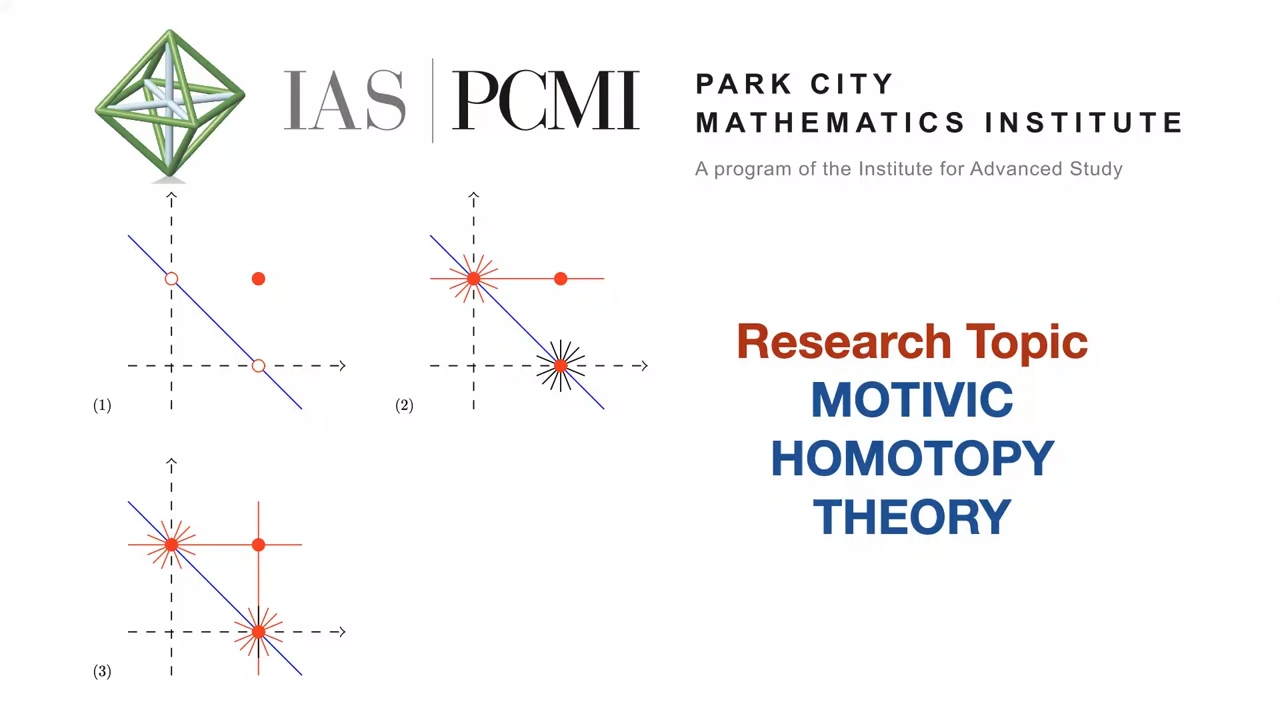 IAS PCMI
PARK CITY
MATHEMATICS INSTITUTE
A program of the Institute for Advanced Study
(1)
(2)
Research Topic
MOTIVIC
HOMOTOPY
THEORY
(3)